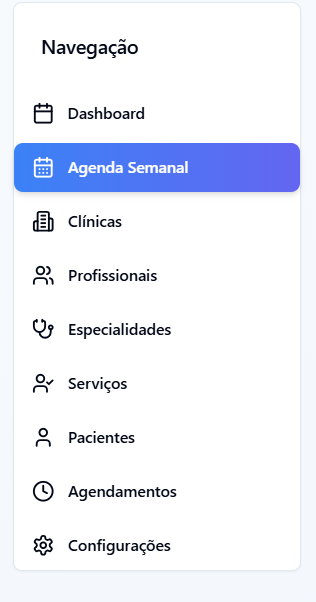 Navegação
Dashboard
Agenda Semanal
Clínicas
Profissionais
Especialidades
Serviços
Pacientes
Agendamentos
Configurações